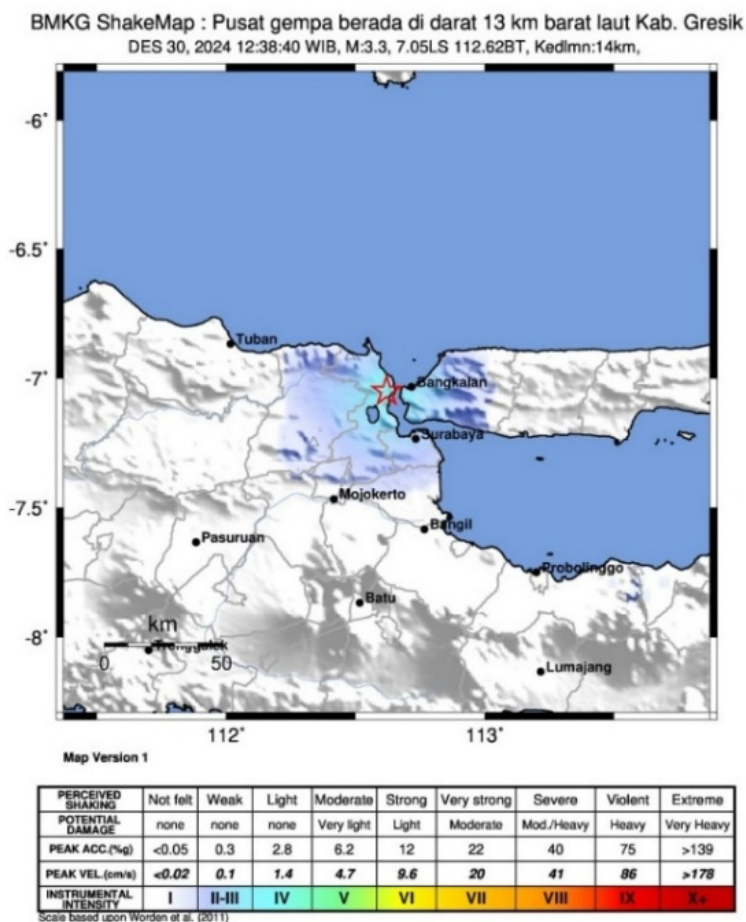 BMKG ShakeMap : Pusat gempa berada di darat 13 km barat laut Kab. Gresik
DES 30, 2024 12:38:40 WIB, M:3.3, 7.05LS 112.62BT, Kedlmn:14km,
-6°
-6.5°
Tuban
-7°
Bangkalan
Surabaya
-7.5°
Mojokerto
Bangil
Pasuruan
Probolinggo
Batu
km
-8°
0 50
Lumajang
112° 113°
Map Version 1
PERCEIVED SHAKING Not felt Weak Light Moderate Strong Very strong Severe Violent Extreme
POTENTIAL DAMAGE none none none Very light Light Moderate Mod./Heavy Heavy Very Heavy
PEAK ACC.(%g) <0.05 0.3 2.8 6.2 12 22 40 75 >139
PEAK VEL.(cm/s) <0.02 0.1 1.4 4.7 9.6 20 41 86 >178
INSTRUMENTAL INTENSITY I II-III IV V VI VII VIII IX X+
Scale based upon Worden et al. (2011)